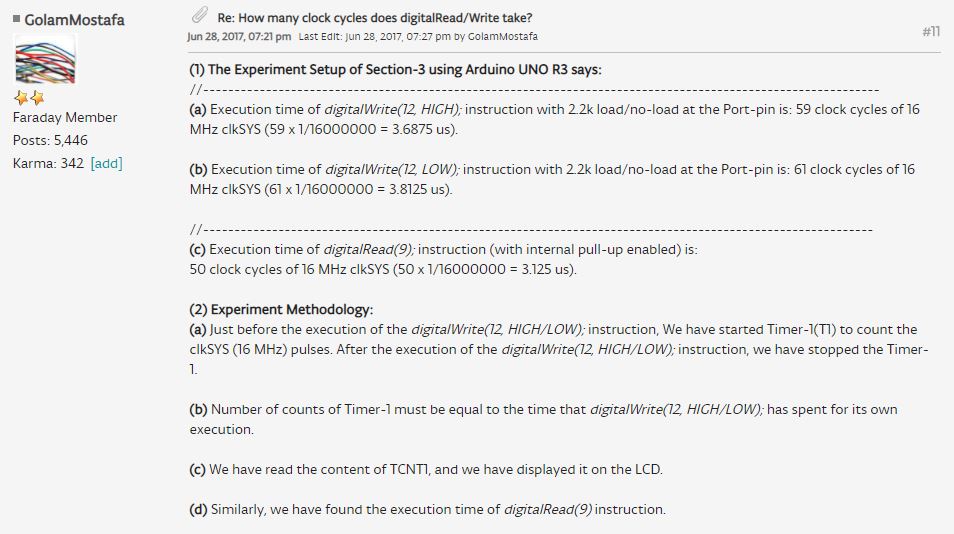 GolamMostafa
Faraday Member
Posts: 5,446
Karma: 342 [add]
Re: How many clock cycles does digitalRead/Write take?
#11
Jun 28, 2017, 07:21 pm Last Edit: Jun 28, 2017, 07:27 pm by GolamMostafa
(1) The Experiment Setup of Section-3 using Arduino UNO R3 says:
//------------------------------------------------------------------------------------------------------------
(a) Execution time of digitalWrite(12, HIGH); instruction with 2.2k load/no-load at the Port-pin is: 59 clock cycles of 16
MHz clkSYS (59 x 1/16000000 = 3.6875 us).
(b) Execution time of digitalWrite(12, LOW); instruction with 2.2k load/no-load at the Port-pin is: 61 clock cycles of 16
MHz clkSYS (61 x 1/16000000 = 3.8125 us).
//-----------------------------------------------------------------------------------------------------------
(c) Execution time of digitalRead(9); instruction (with internal pull-up enabled) is:
50 clock cycles of 16 MHz clkSYS (50 x 1/16000000 = 3.125 us).
(2) Experiment Methodology:
(a) Just before the execution of the digitalWrite(12, HIGH/LOW); instruction, We have started Timer-1(T1) to count the
clkSYS (16 MHz) pulses. After the execution of the digitalWrite(12, HIGH/LOW); instruction, we have stopped the Timer-
1.
(b) Number of counts of Timer-1 must be equal to the time that digitalWrite(12, HIGH/LOW); has spent for its own
execution.
(c) We have read the content of TCNT1, and we have displayed it on the LCD.
(d) Similarly, we have found the execution time of digitalRead(9) instruction.